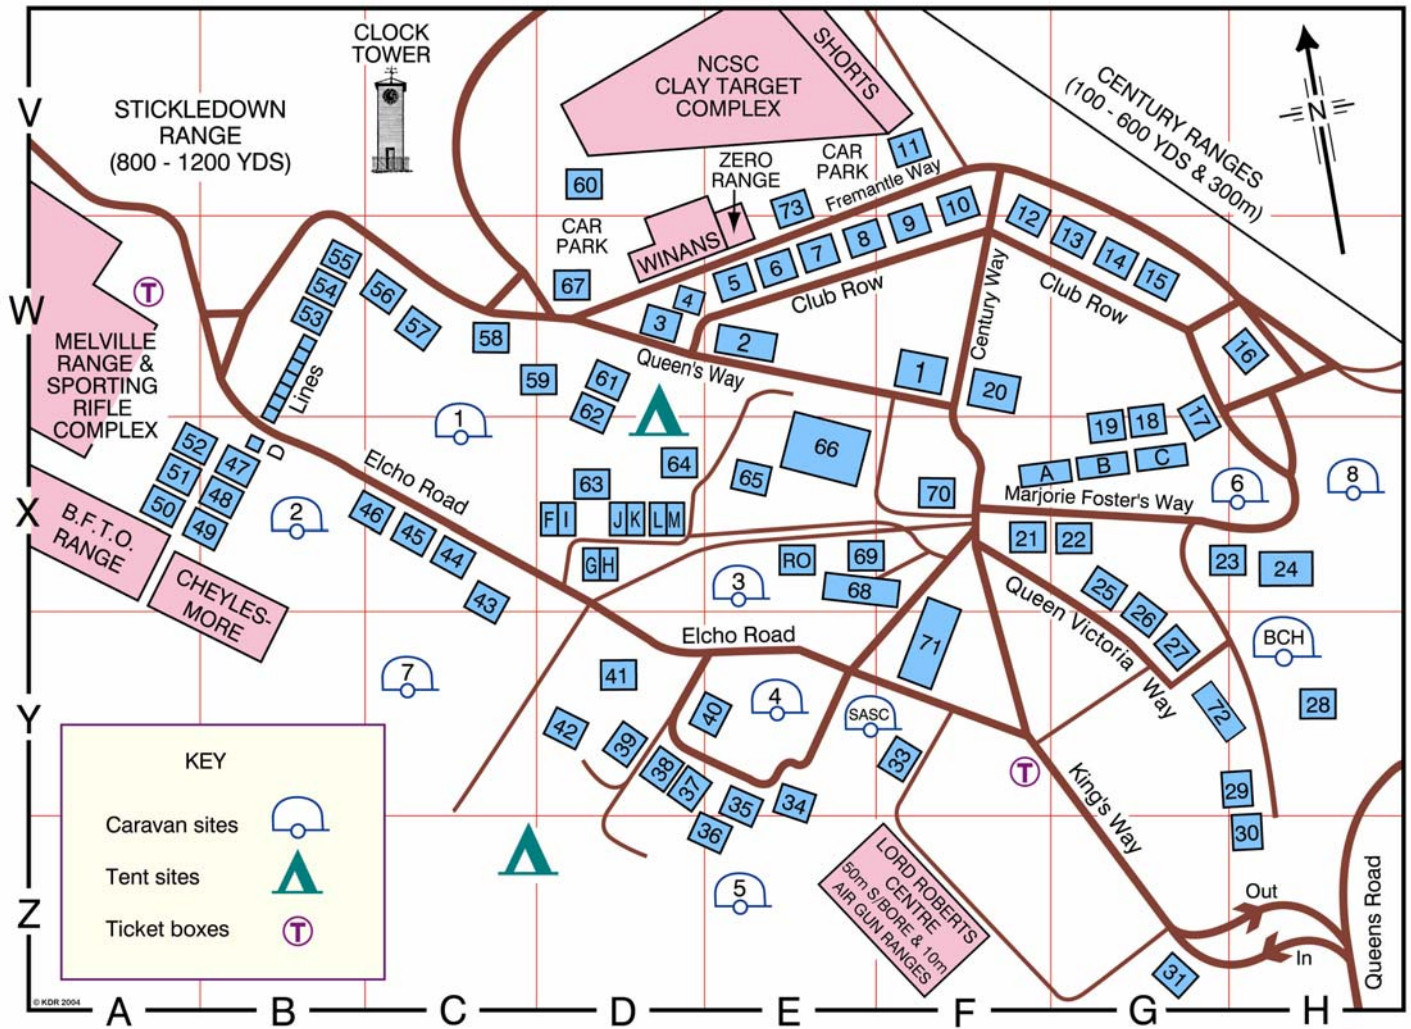 CLOCK
TOWER
V
STICKLEDOWN
RANGE
(800 - 1200 YDS)
NCSC
CLAY TARGET
COMPLEX
SHORTS
CENTURY RANGES
(100 - 600 YDS & 300m)
N
ZERO
RANGE
CAR
PARK
11
Fremantle Way
60
73
CAR
PARK
WINANS
5
6
7
8
9
10
12
13
14
15
Club Row
Club Row
Century Way
67
4
3
2
1
20
16
Queen's Way
W
T
MELVILLE
RANGE &
SPORTING
RIFLE
COMPLEX
55
54
53
56
57
58
59
61
62
Lines
D
1
52
51
50
47
48
49
2
Elcho Road
46
45
44
43
63
64
65
66
70
19
18
17
A
B
C
Marjorie Foster's Way
6
8
X
B.F.T.O.
RANGE
CHEYLES-
MORE
F
I
J
K
L
M
G
H
RO
69
68
3
21
22
23
24
25
26
27
Queen Victoria
Way
BCH
71
Elcho Road
7
41
42
39
40
38
37
35
36
34
4
SASC
33
72
28
29
30
Y
T
King's Way
KEY
Caravan sites
Tent sites
Ticket boxes
T
5
LORD ROBERTS
CENTRE
50m S/BORE & 10m
AIR GUN RANGES
Out
In
31
Queens Road
Z
© KDR 2004
A
B
C
D
E
F
G
H